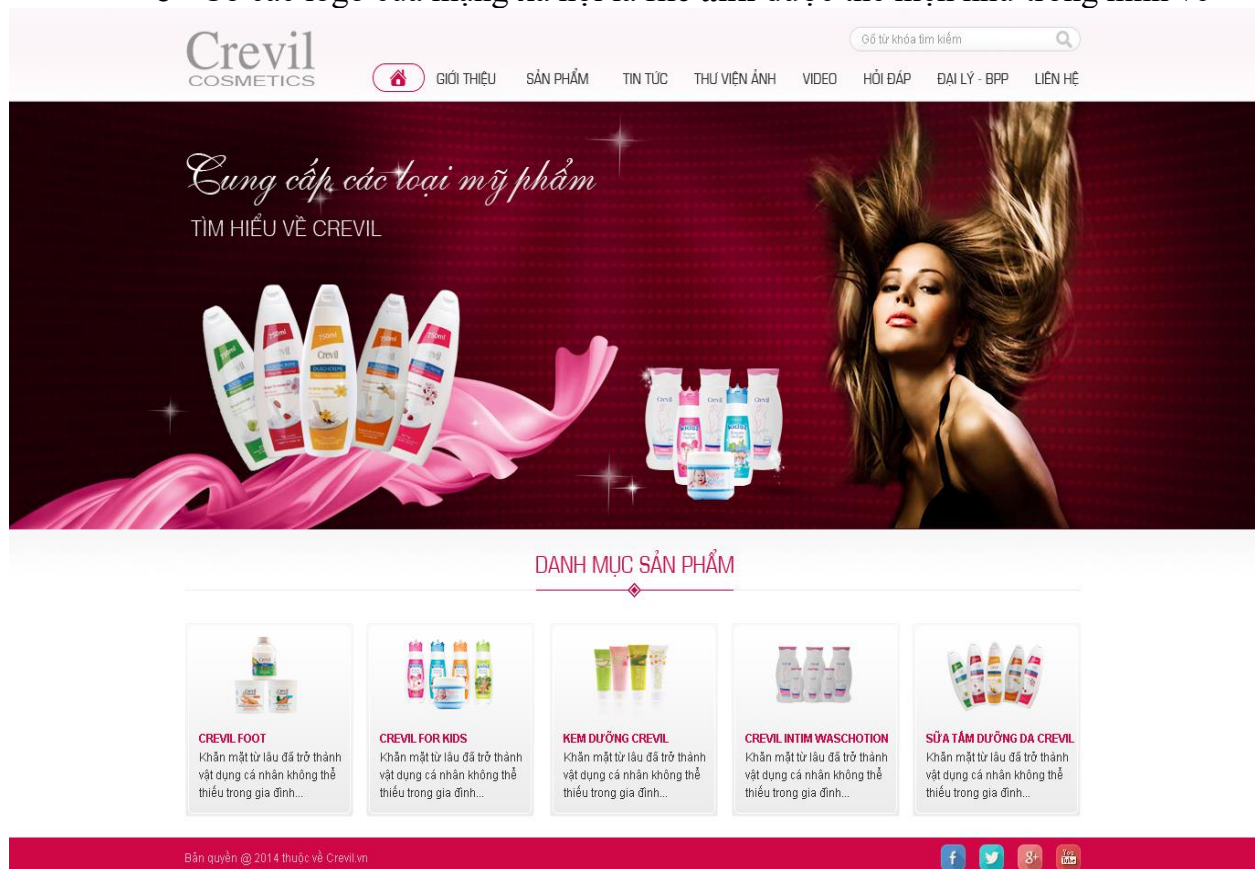 Crevil
COSMETICS
Gõ từ khóa tìm kiếm
GIỚI THIỆU SẢN PHẨM TIN TỨC THƯ VIỆN ẢNH VIDEO HỎI ĐÁP ĐẠI LÝ - BPP LIÊN HỆ
Cung cấp các loại mỹ phẩm
TÌM HIỂU VỀ CREVIL
750ml
Crevil
DANH MỤC SẢN PHẨM
CREVIL FOOT
Khăn mặt từ lâu đã trở thành
vật dụng cá nhân không thể
thiếu trong gia đình...
CREVIL FOR KIDS
Khăn mặt từ lâu đã trở thành
vật dụng cá nhân không thể
thiếu trong gia đình...
KEM DƯỠNG CREVIL
Khăn mặt từ lâu đã trở thành
vật dụng cá nhân không thể
thiếu trong gia đình...
CREVIL INTIM WASCHOTION
Khăn mặt từ lâu đã trở thành
vật dụng cá nhân không thể
thiếu trong gia đình...
SỮA TẮM DƯỠNG DA CREVIL
Khăn mặt từ lâu đã trở thành
vật dụng cá nhân không thể
thiếu trong gia đình...
Bản quyền @ 2014 thuộc về Crevil.vn
f 8+ You Tube